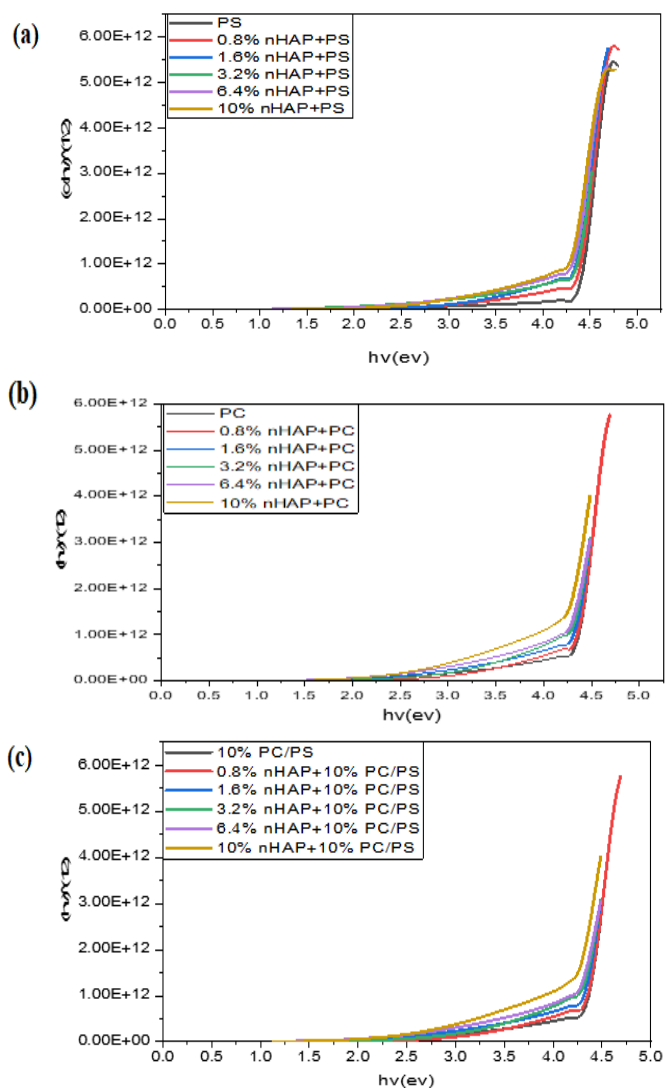 (a)
PS
0.8% nHAP+PS
1.6% nHAP+PS
3.2% nHAP+PS
6.4% nHAP+PS
10% nHAP+PS
6.00E+12
4.00E+12
2.00E+12
1.00E+12
0.00E+00
0.0 0.5 1.0 1.5 2.0 2.5 3.0 3.5 4.0 4.5 5.0
hv(ev)
(b)
PC
0.8% nHAP+PC
1.6% nHAP+PC
3.2% nHAP+PC
6.4% nHAP+PC
10% nHAP+PC
6.00E+12
5.00E+12
4.00E+12
3.00E+12
2.00E+12
1.00E+12
0.00E+00
0.0 0.5 1.0 1.5 2.0 2.5 3.0 3.5 4.0 4.5 5.0
hv(ev)
(c)
10% PC/PS
0.8% nHAP+10% PC/PS
1.6% nHAP+10% PC/PS
3.2% nHAP+10% PC/PS
6.4% nHAP+10% PC/PS
10% nHAP+10% PC/PS
6.00E+12
5.00E+12
4.00E+12
3.00E+12
2.00E+12
1.00E+12
0.00E+00
0.0 0.5 1.0 1.5 2.0 2.5 3.0 3.5 4.0 4.5 5.0
hv(ev)